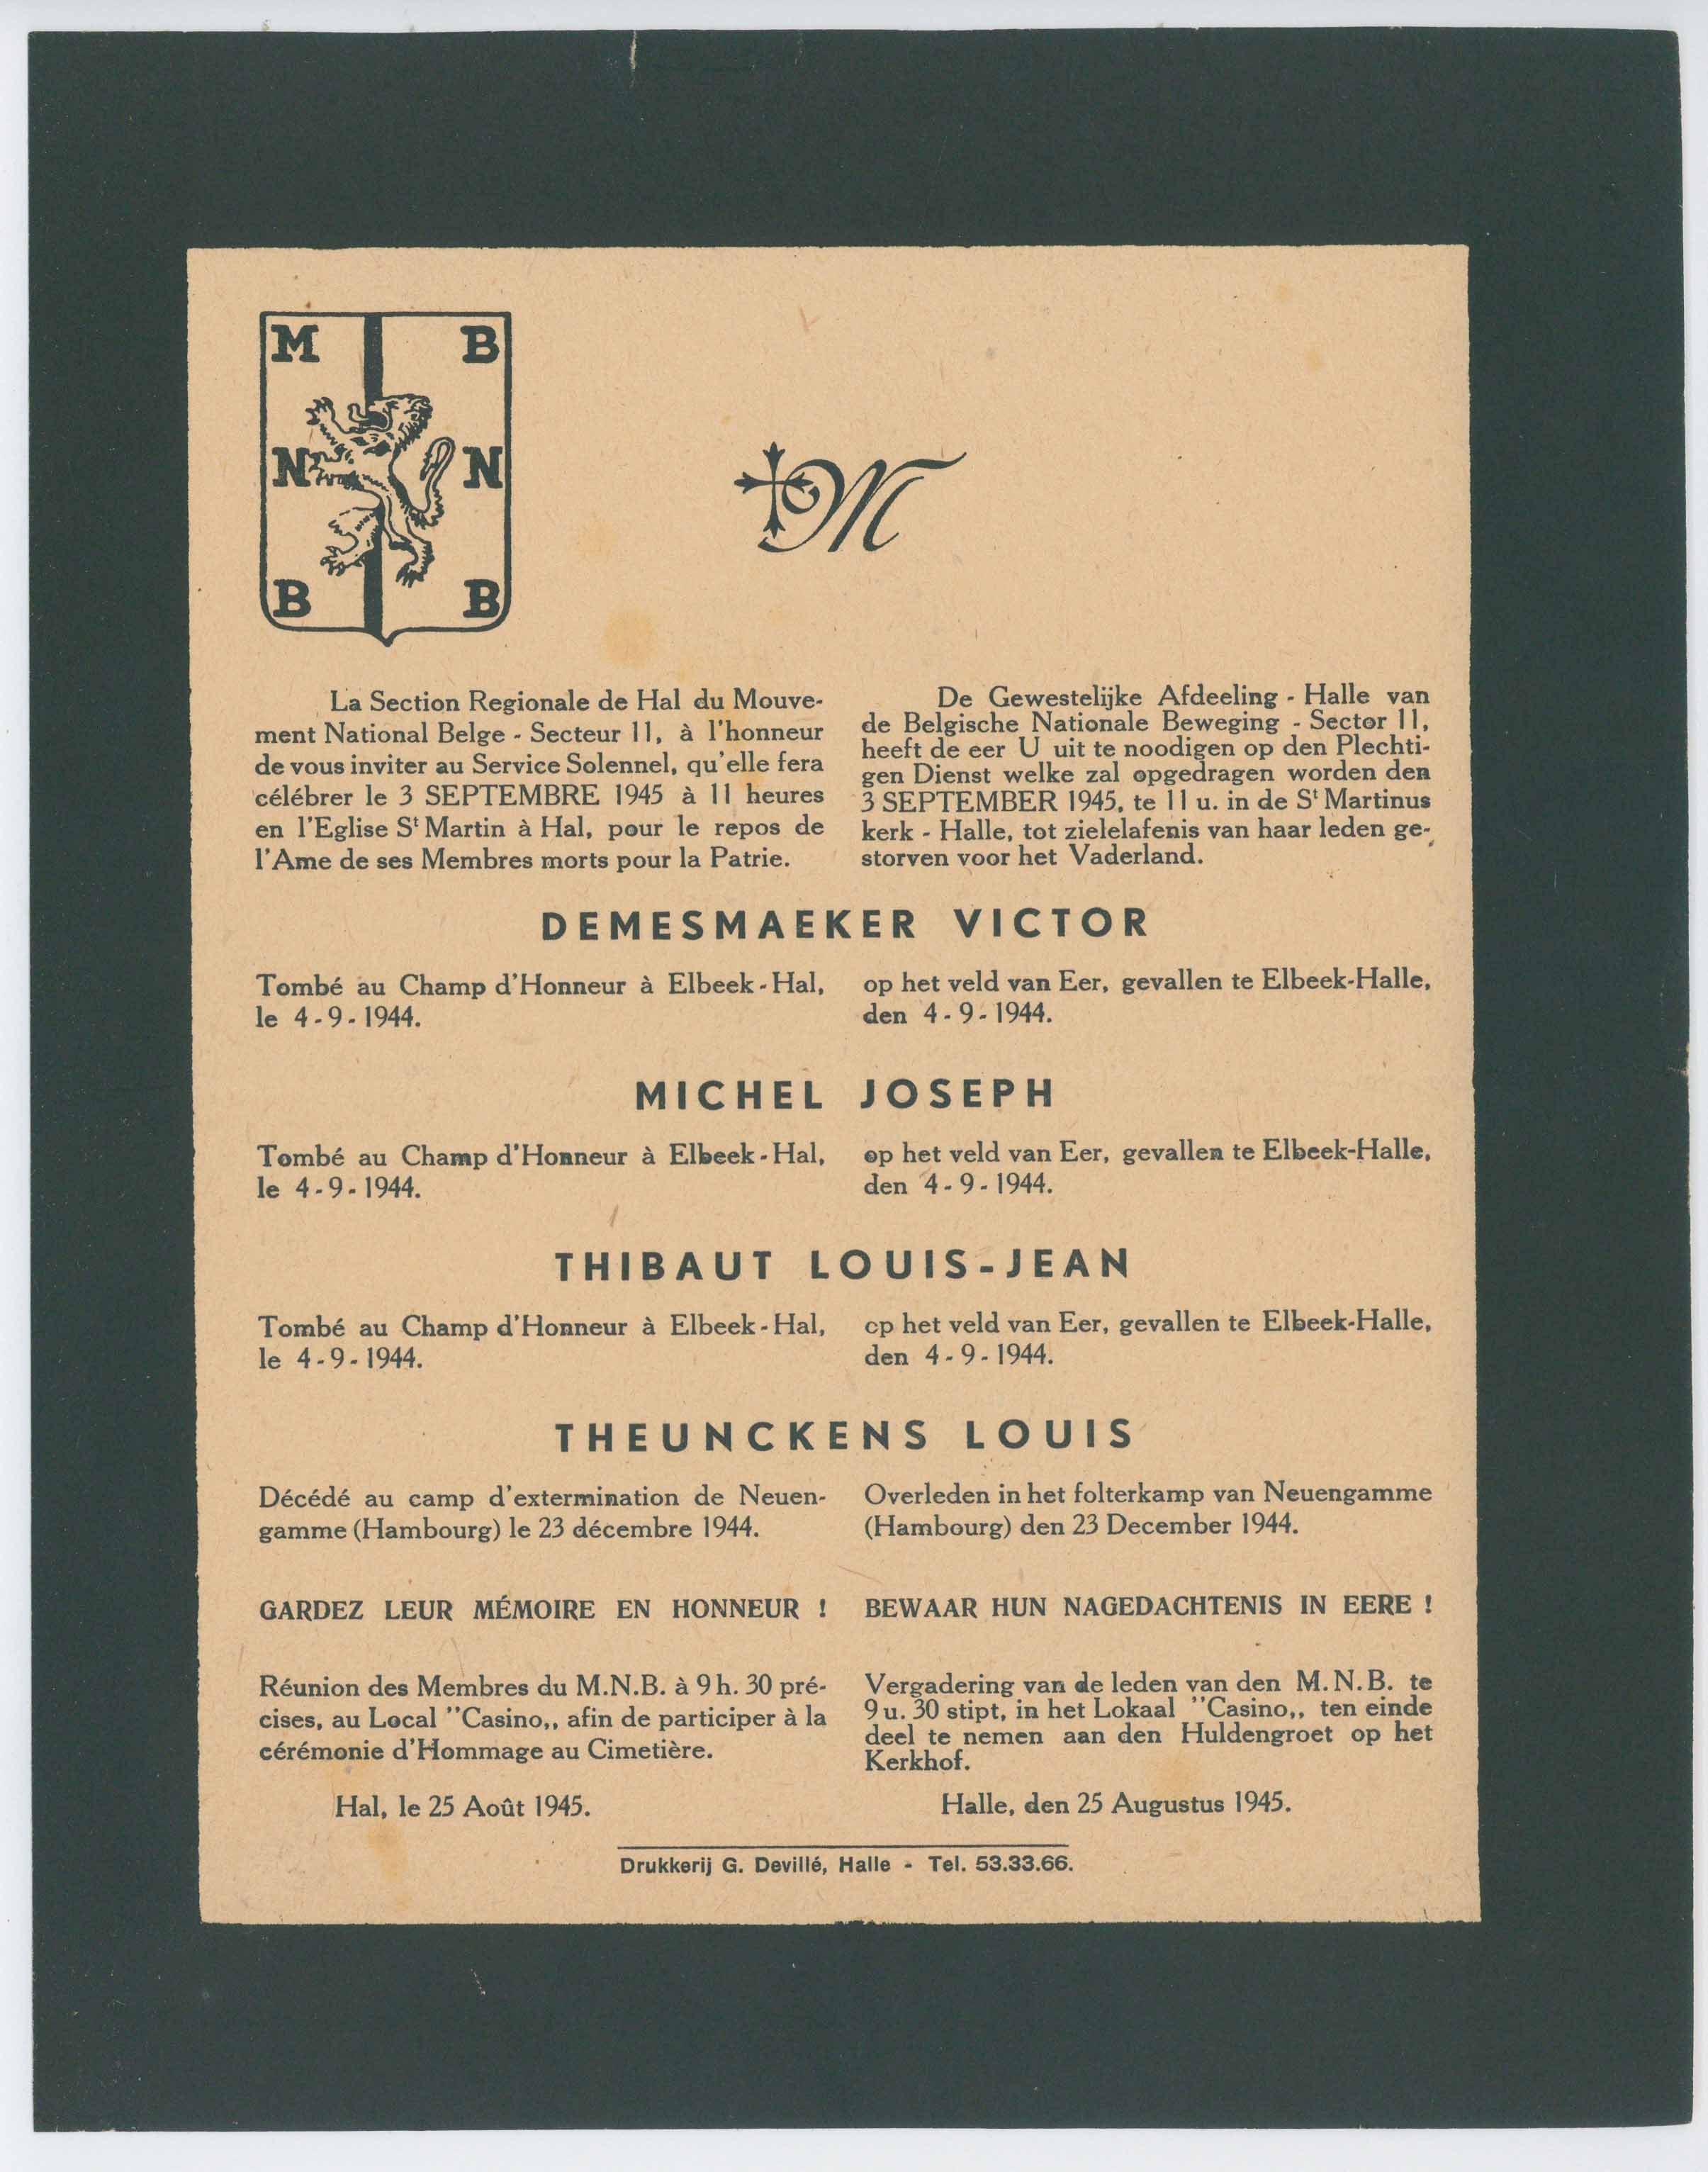 M B
N N
B B
M
La Section Regionale de Hal du Mouve-
ment National Belge - Secteur 11, à l'honneur
de vous inviter au Service Solennel, qu'elle fera
célébrer le 3 SEPTEMBRE 1945 à 11 heures
en l'Eglise St Martin à Hal, pour le repos de
l'Ame de ses Membres morts pour la Patrie.
De Gewestelijke Afdeeling - Halle van
de Belgische Nationale Beweging - Sector 11,
heeft de eer U uit te noodigen op den Plechti-
gen Dienst welke zal opgedragen worden den
3 SEPTEMBER 1945, te 11 u. in de St Martinus
kerk - Halle, tot zielelafenis van haar leden ge-
storven voor het Vaderland.
DEMESMAEKER VICTOR
Tombé au Champ d'Honneur à Elbeek-Hal,
le 4-9-1944.
op het veld van Eer, gevallen te Elbeek-Halle,
den 4-9-1944.
MICHEL JOSEPH
Tombé au Champ d'Honneur à Elbeek-Hal,
le 4-9-1944.
op het veld van Eer, gevallen te Elbeek-Halle,
den 4-9-1944.
THIBAUT LOUIS-JEAN
Tombé au Champ d'Honneur à Elbeek-Hal,
le 4-9-1944.
op het veld van Eer, gevallen te Elbeek-Halle,
den 4-9-1944.
THEUNCKENS LOUIS
Décédé au camp d'extermination de Neuen-
gamme (Hambourg) le 23 décembre 1944.
Overleden in het folterkamp van Neuengamme
(Hambourg) den 23 December 1944.
GARDEZ LEUR MÉMOIRE EN HONNEUR !
BEWAAR HUN NAGEDACHTENIS IN EERE !
Réunion des Membres du M.N.B. à 9 h. 30 pré-
cises, au Local ''Casino,, afin de participer à la
cérémonie d'Hommage au Cimetière.
Hal, le 25 Août 1945.
Vergadering van de leden van den M.N.B. te
9 u. 30 stipt, in het Lokaal ''Casino,, ten einde
deel te nemen aan den Huldengroet op het
Kerkhof.
Halle, den 25 Augustus 1945.
Drukkerij G. Devillé, Halle - Tel. 53.33.66.